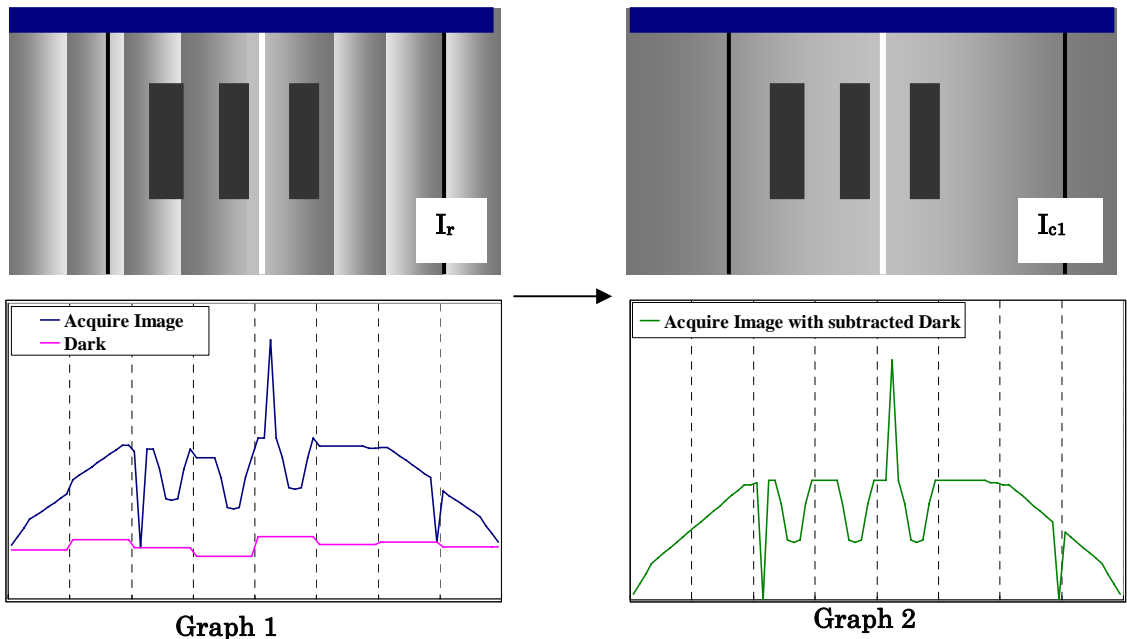 Ir
Ic1
Acquire Image
Dark
Acquire Image with subtracted Dark
Graph 1
Graph 2